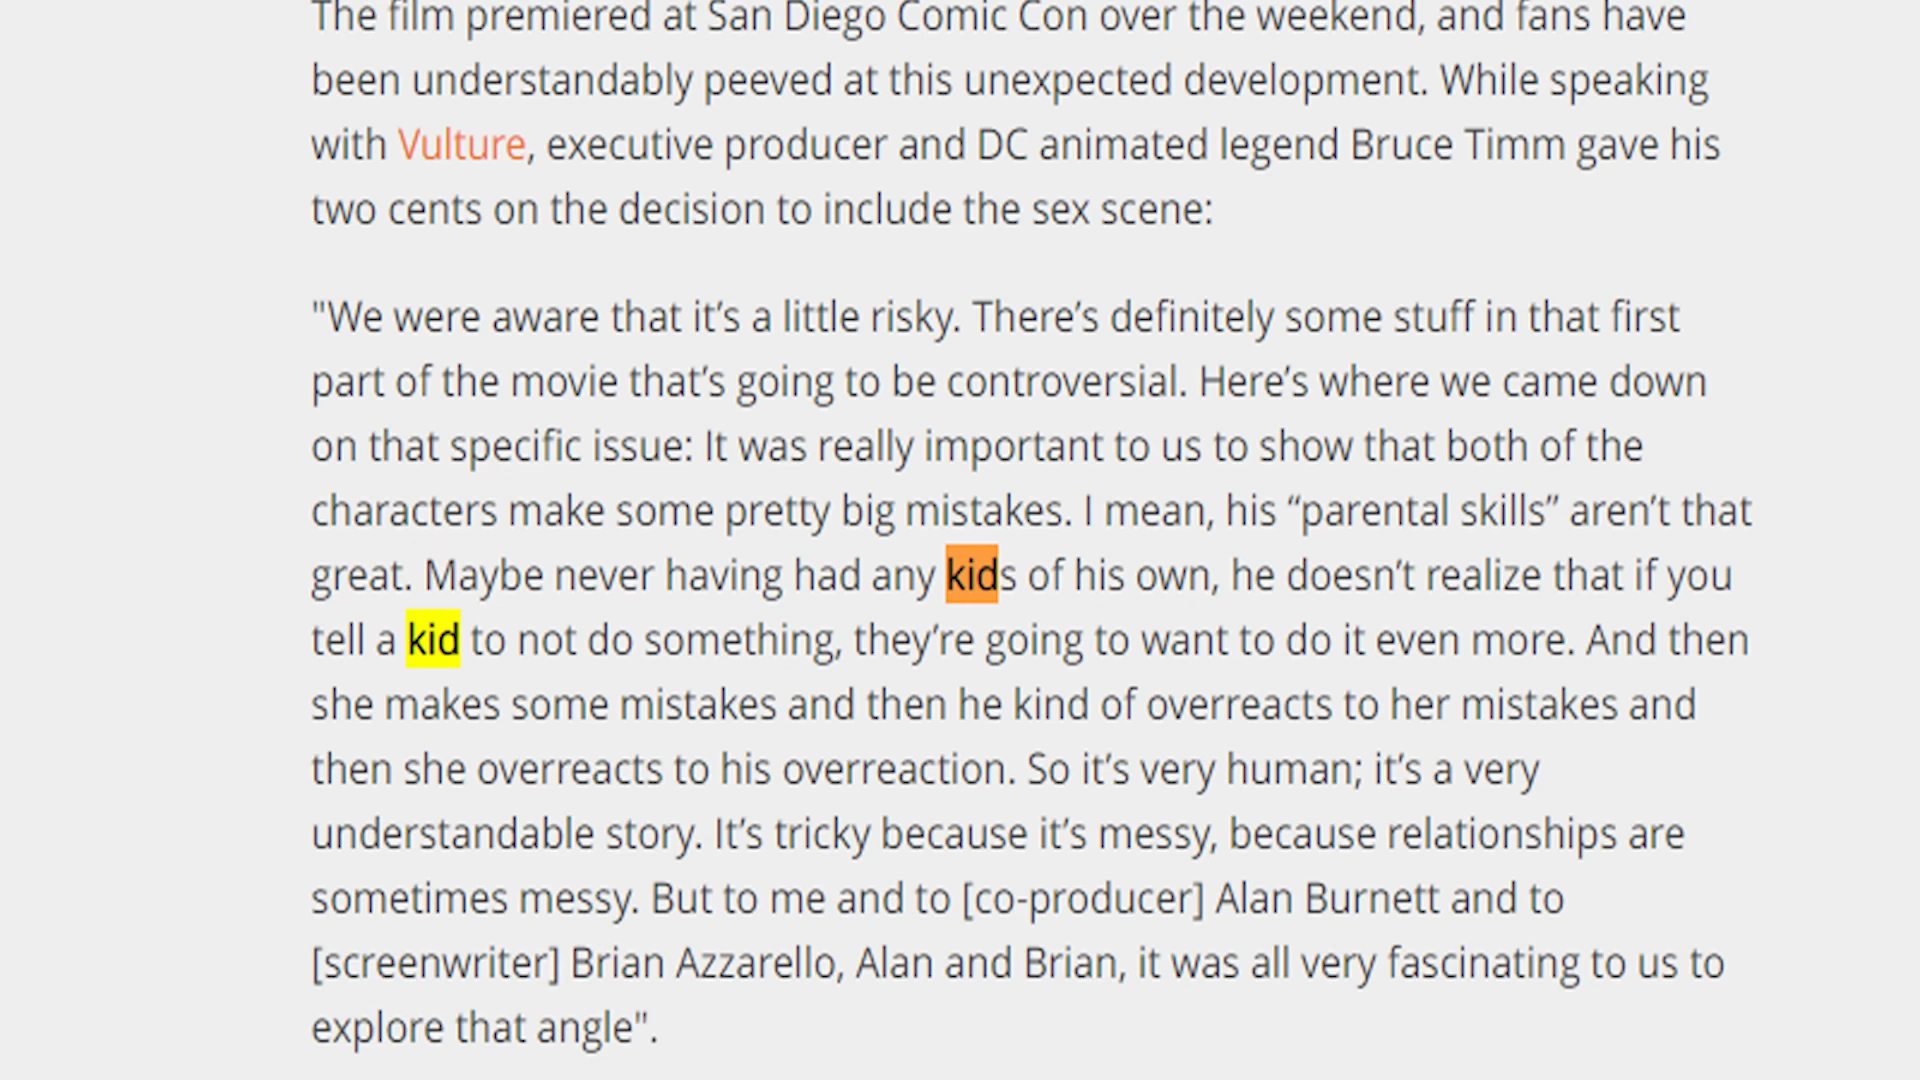 The film premiered at San Diego Comic Con over the weekend, and fans have
been understandably peeved at this unexpected development. While speaking
with Vulture, executive producer and DC animated legend Bruce Timm gave his
two cents on the decision to include the sex scene:
"We were aware that it’s a little risky. There’s definitely some stuff in that first
part of the movie that’s going to be controversial. Here’s where we came down
on that specific issue: It was really important to us to show that both of the
characters make some pretty big mistakes. I mean, his “parental skills” aren’t that
great. Maybe never having had any kids of his own, he doesn’t realize that if you
tell a kid to not do something, they’re going to want to do it even more. And then
she makes some mistakes and then he kind of overreacts to her mistakes and
then she overreacts to his overreaction. So it’s very human; it’s a very
understandable story. It’s tricky because it’s messy, because relationships are
sometimes messy. But to me and to [co-producer] Alan Burnett and to
[screenwriter] Brian Azzarello, Alan and Brian, it was all very fascinating to us to
explore that angle".